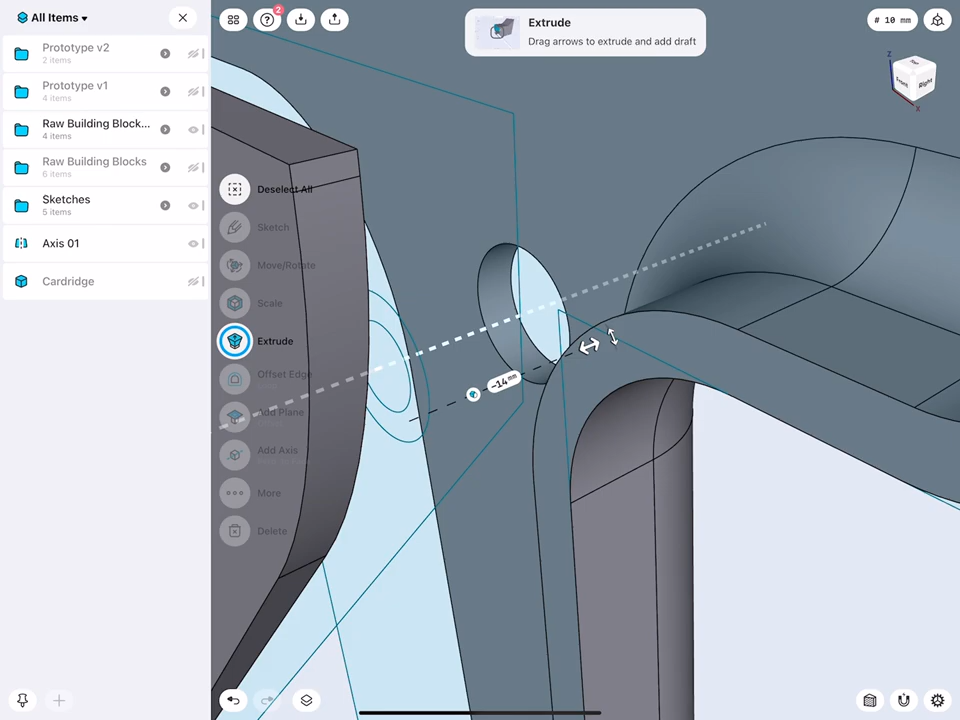 All Items
Prototype v2
2 items
Prototype v1
4 items
Raw Building Block...
4 items
Raw Building Blocks
6 items
Sketches
5 items
Axis 01
Cardridge
2
Extrude
Drag arrows to extrude and add draft
# 10 mm
Z
Top
Front
Right
X
Deselect All
Sketch
Move/Rotate
Scale
Extrude
Offset Edge
Add Plane
Add Axis
More
Delete
-14 mm